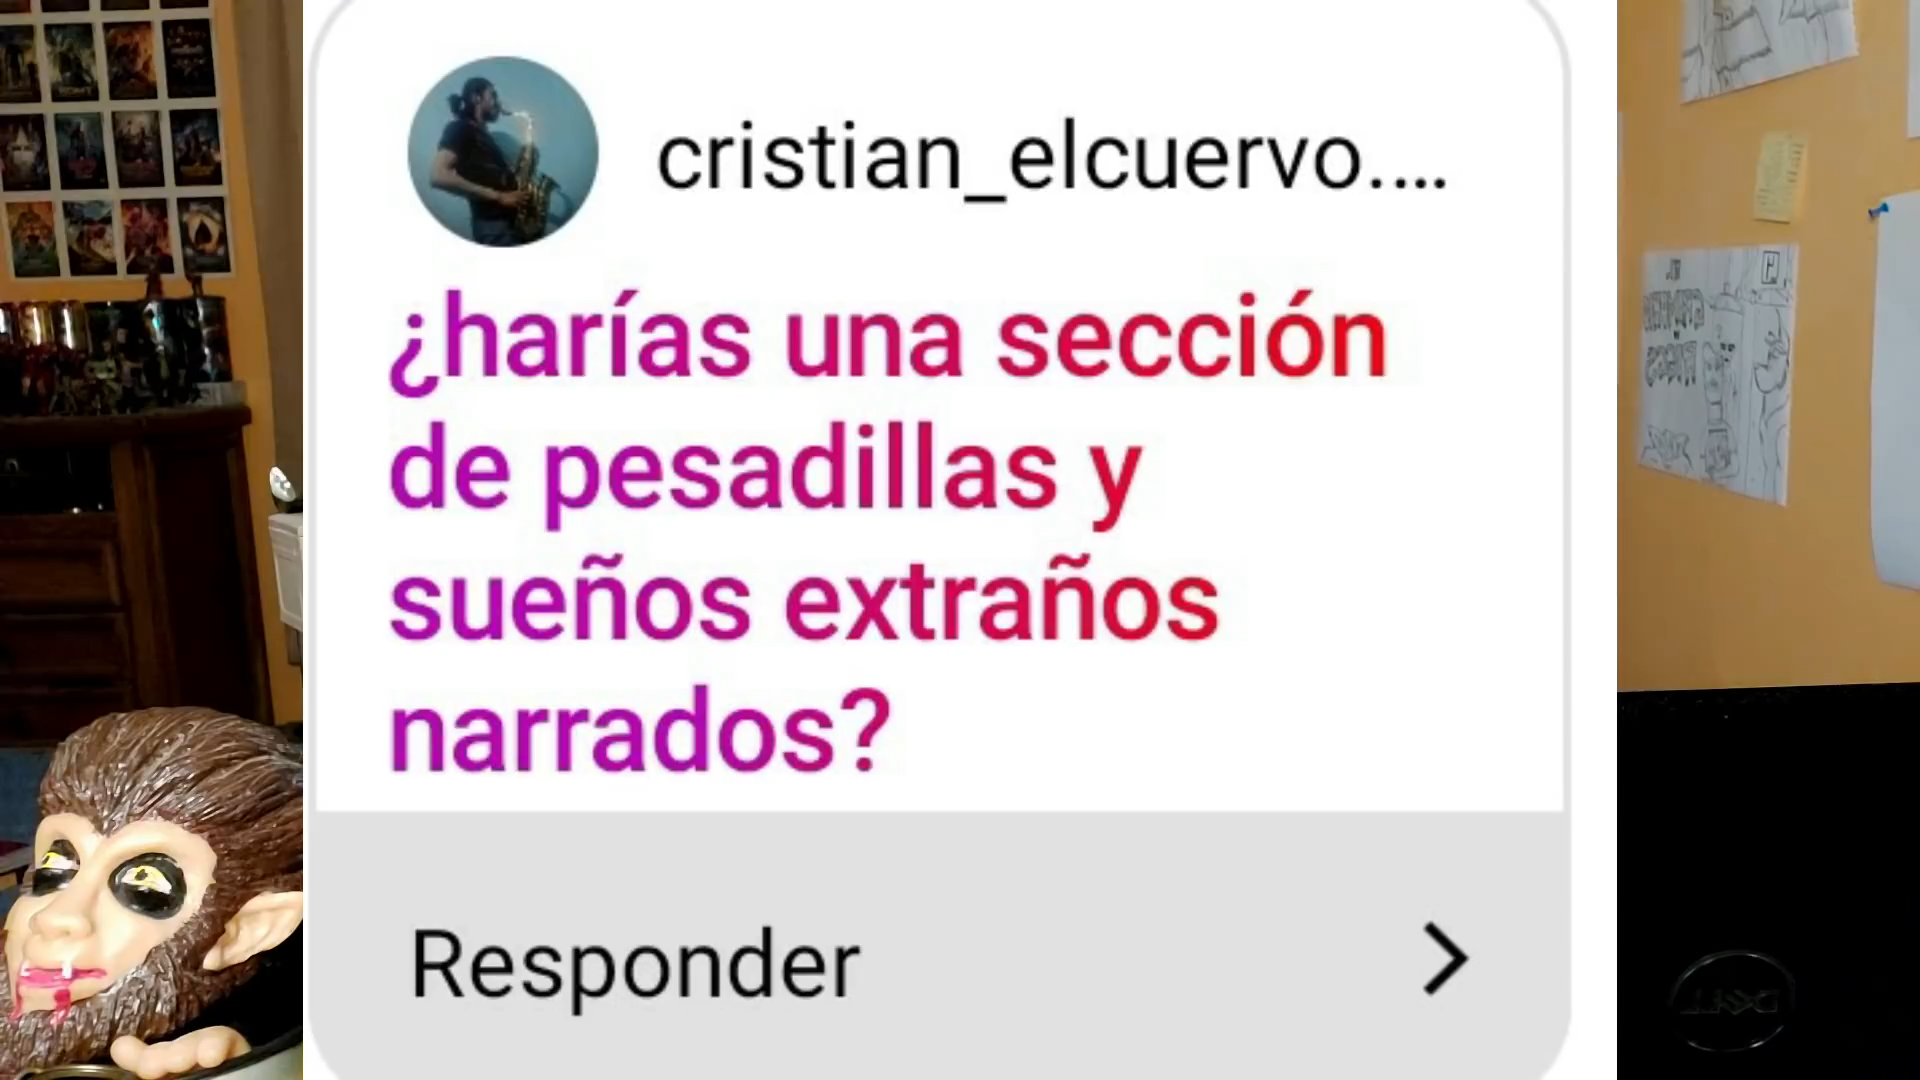 cristian_elcuervo....
¿harías una sección
de pesadillas y
sueños extraños
narrados?
Responder